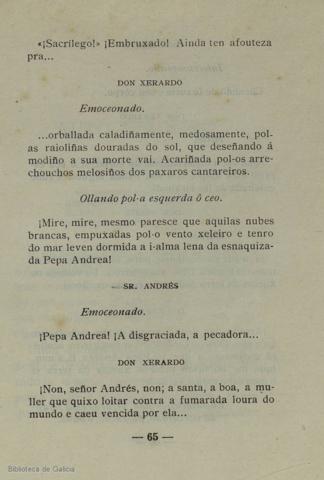 «¡Sacrílego!» ¡Embruxado! Ainda ten afouteza
pra...
DON XERARDO
Emoceonado.
...orballada caladiñamente, medosamente, pol-
as raioliñas douradas do sol, que deseñando á
modiño a sua morte vai. Acariñada pol-os arre-
chouchos melosiños dos paxaros cantareiros.
Ollando pol-a esquerda ô ceo.
¡Mire, mire, mesmo paresce que aquilas nubes
brancas, empuxadas pol-o vento xeleiro e tenro
do mar leven dormida a i-alma lena da esnaquiza-
da Pepa Andrea!
SR. ANDRÉS
Emoceonado.
¡Pepa Andrea! ¡A disgraciada, a pecadora...
DON XERARDO
¡Non, señor Andrés, non; a santa, a boa, a mu-
ller que quixo loitar contra a fumarada loura do
mundo e caeu vencida por ela...
— 65 —
Biblioteca de Galicia